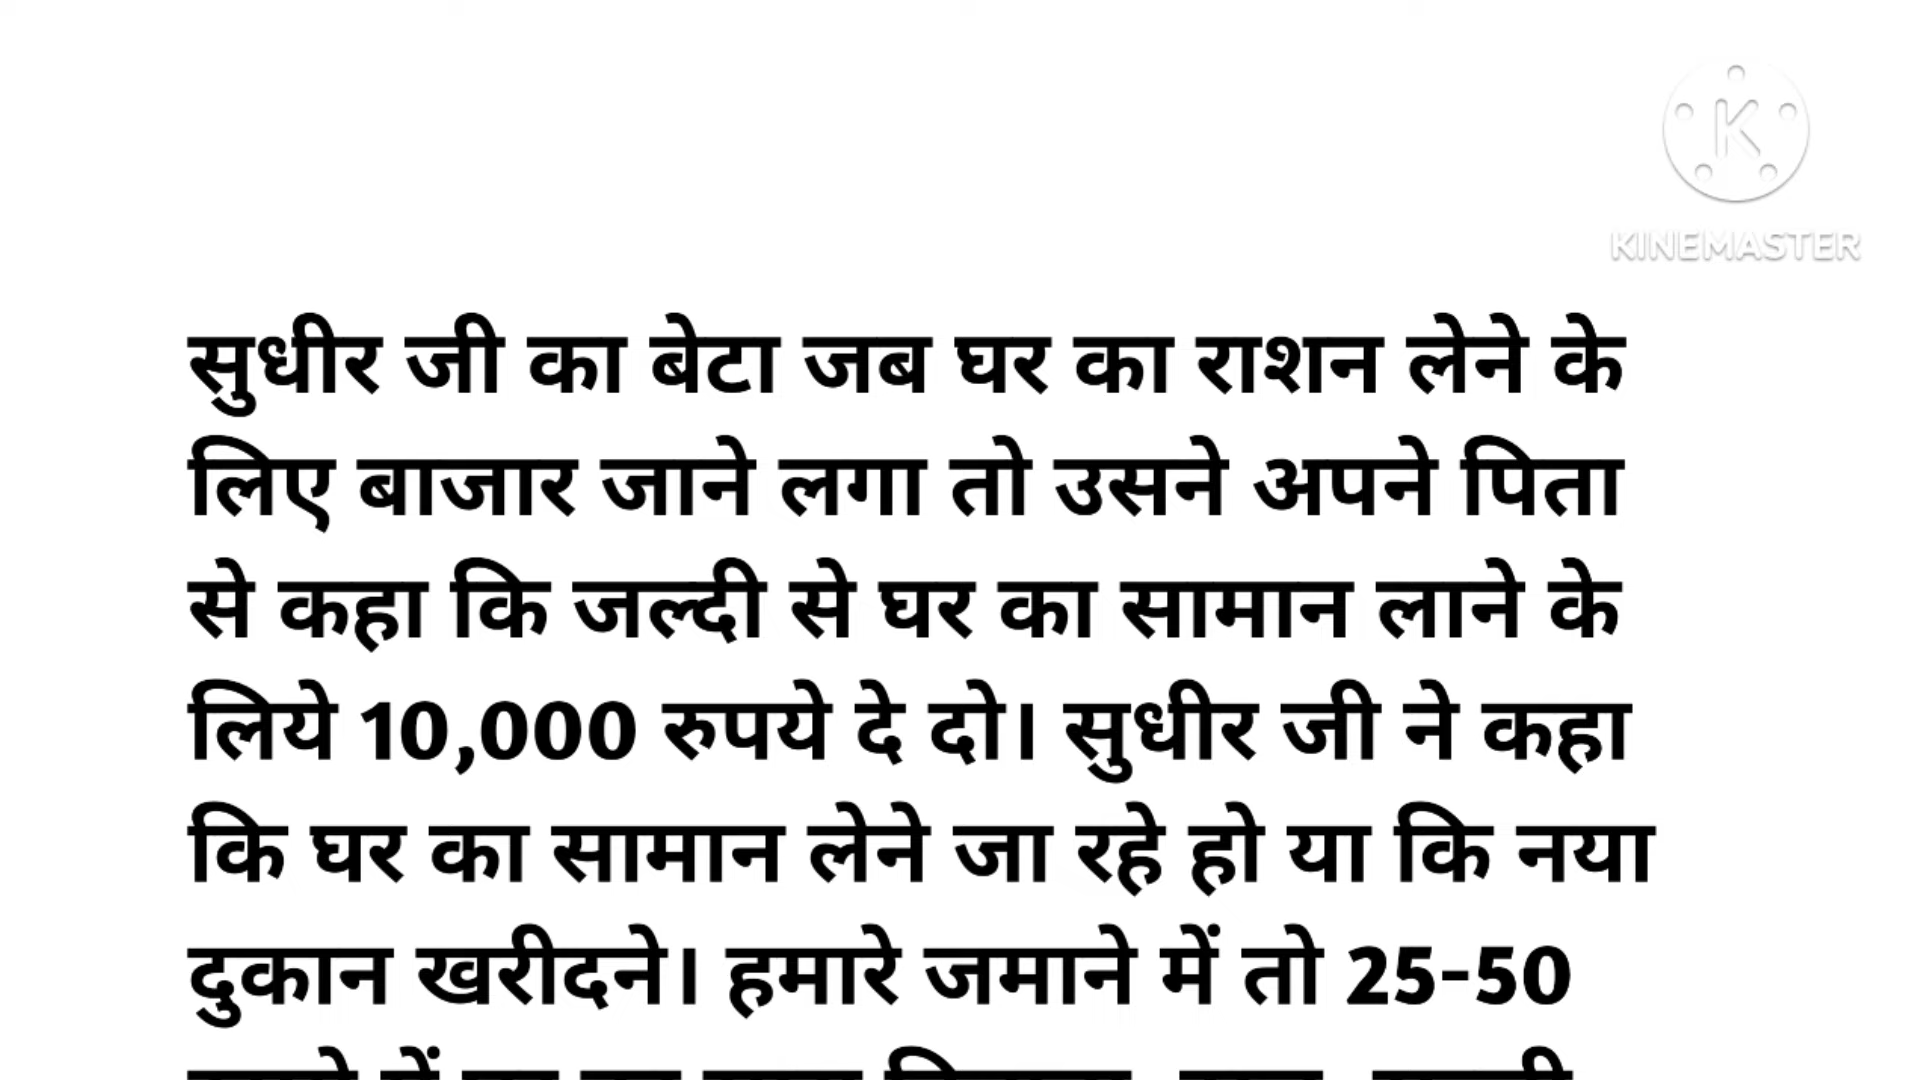 K
KINEMASTER
सुधीर जी का बेटा जब घर का राशन लेने के
लिए बाजार जाने लगा तो उसने अपने पिता
से कहा कि जल्दी से घर का सामान लाने के
लिये 10,000 रुपये दे दो। सुधीर जी ने कहा
कि घर का सामान लेने जा रहे हो या कि नया
दुकान खरीदने। हमारे जमाने में तो 25-50